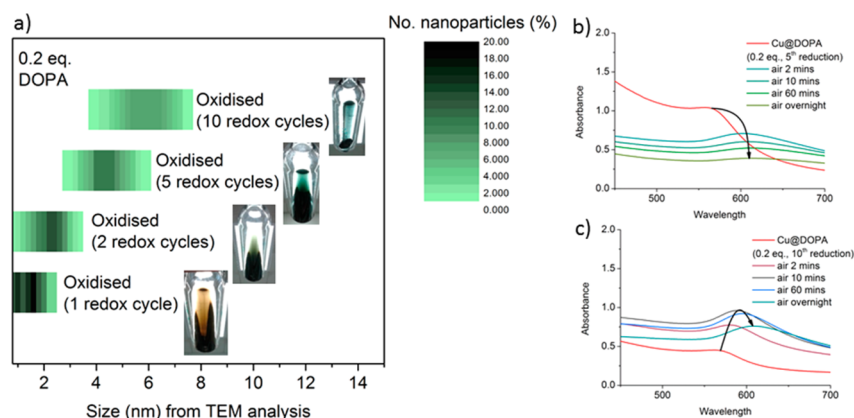 a)
0.2 eq.
DOPA
Oxidised
(10 redox cycles)
Oxidised
(5 redox cycles)
Oxidised
(2 redox cycles)
Oxidised
(1 redox cycle)
2 4 6 8 10 12 14
Size (nm) from TEM analysis
No. nanoparticles (%)
20.00
18.00
16.00
14.00
12.00
10.00
8.000
6.000
4.000
2.000
0.000
b)
Absorbance
2.0
1.5
1.0
0.5
0.0
Cu@DOPA
(0.2 eq., 5th reduction)
air 2 mins
air 10 mins
air 60 mins
air overnight
500 600 700
Wavelength
c)
Absorbance
2.0
1.5
1.0
0.5
0.0
Cu@DOPA
(0.2 eq., 10th reduction)
air 2 mins
air 10 mins
air 60 mins
air overnight
500 600 700
Wavelength